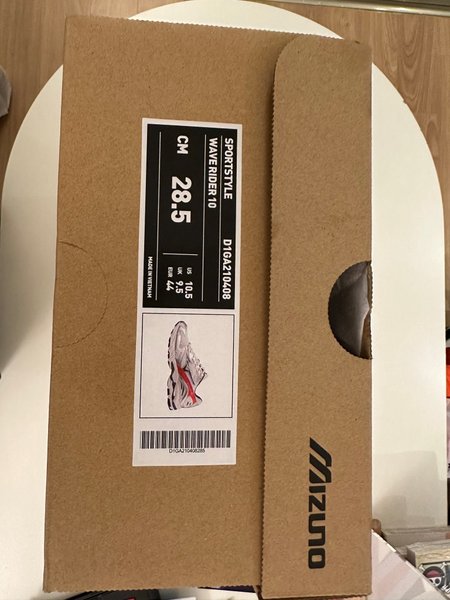 SPORTSTYLE
WAVE RIDER 10 D1GA210408
CM 28.5
US 10.5
UK 9.5
EUR 44
MADE IN VIETNAM
D1GA210408285
MIZUNO